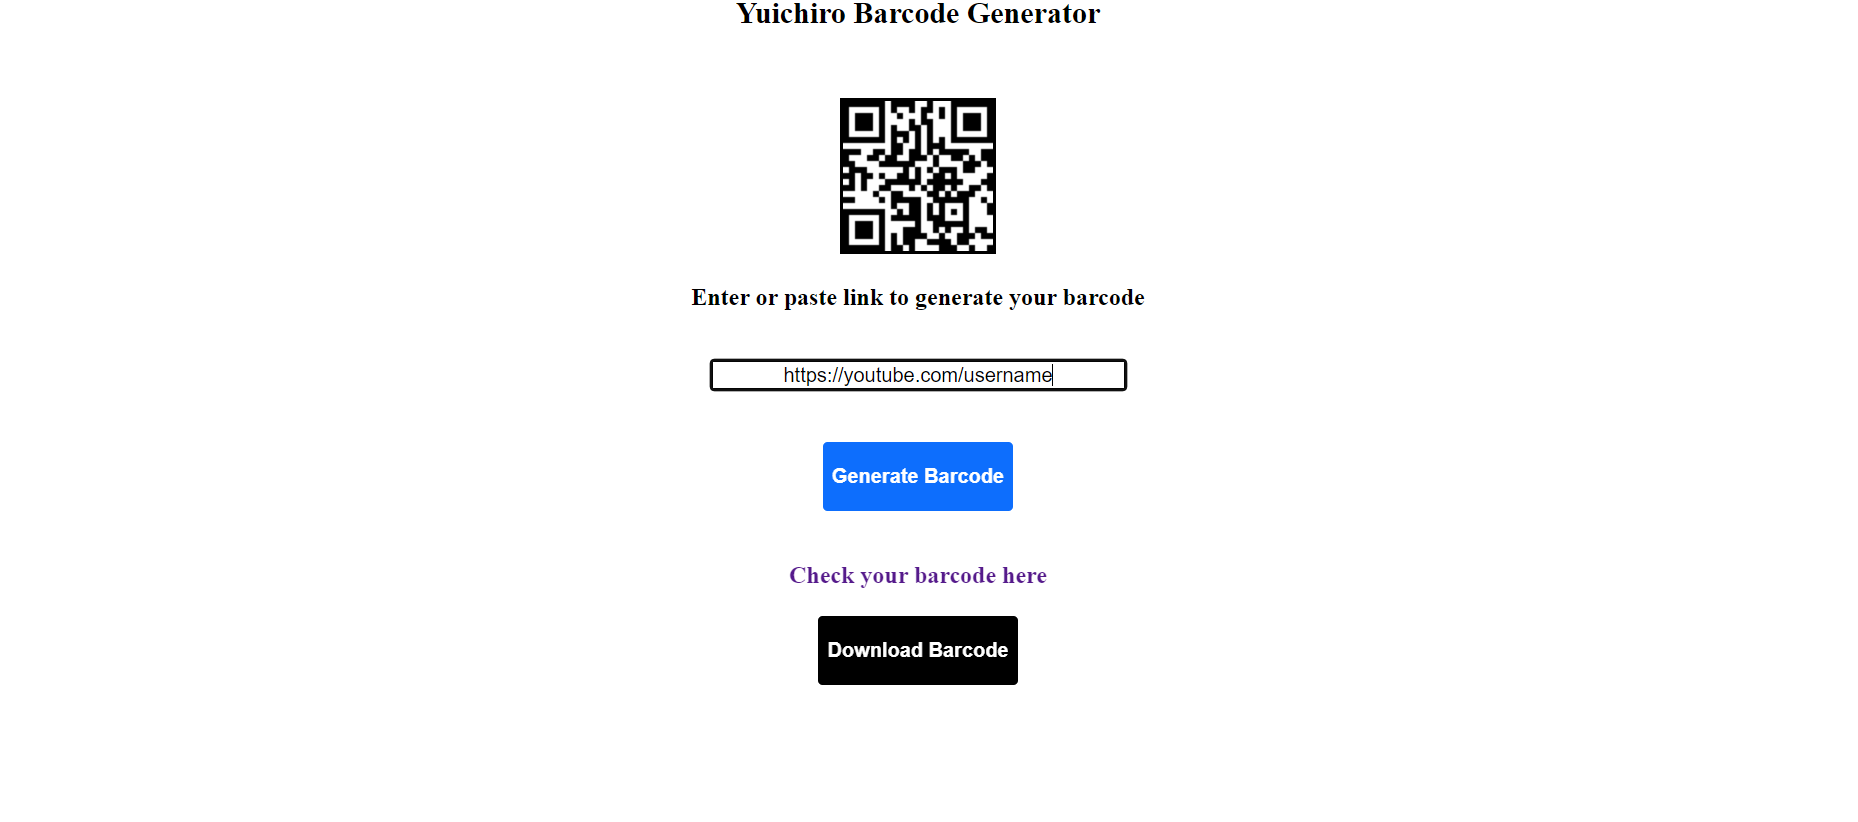 Yuichiro Barcode Generator
Enter or paste link to generate your barcode
https://youtube.com/username
Generate Barcode
Check your barcode here
Download Barcode